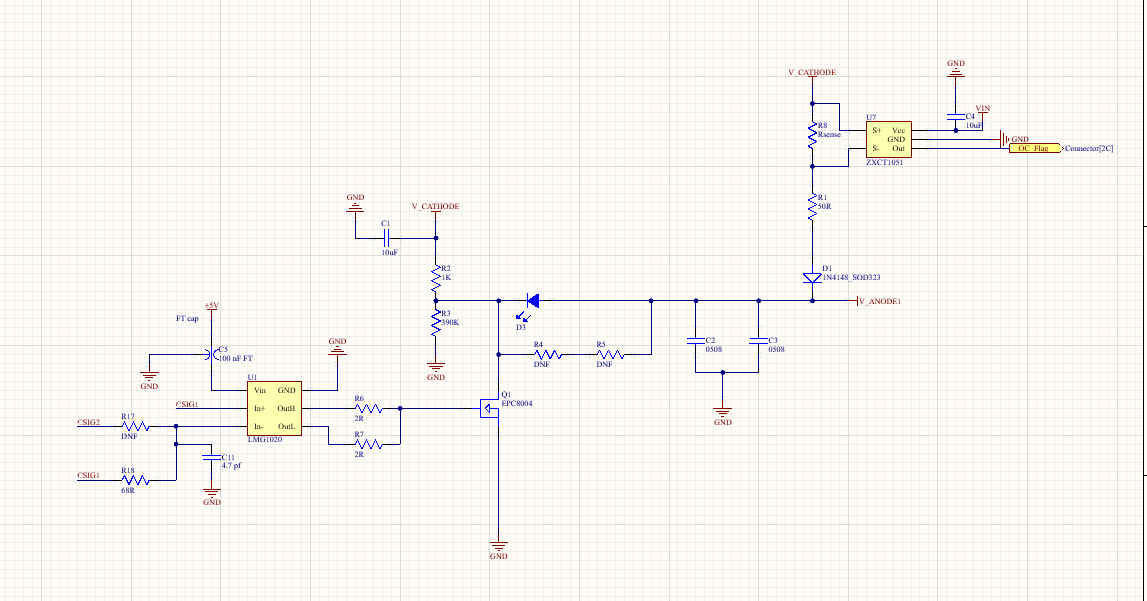 GND
V_CATHODE
VIN
U7
C4
10uF
R8
Rsense
S+
Vcc
GND
S-
Out
GND
OC_Flag
Connector[2C]
ZXCT1051
R1
50R
GND
V_CATHODE
C1
10uF
R2
1K
D1
1N4148_SOD323
V_ANODE1
+5V
FT cap
R3
390K
D3
C5
100 nF FT
GND
R4
DNF
R5
DNF
C2
0508
C3
0508
GND
GND
U1
Vin
GND
In+
OutH
In-
OutL
LMG1020
CSIG1
CSIG2
R17
DNF
R6
2R
R7
2R
Q1
EPC8004
GND
C11
4.7 pf
CSIG1
R18
68R
GND
GND